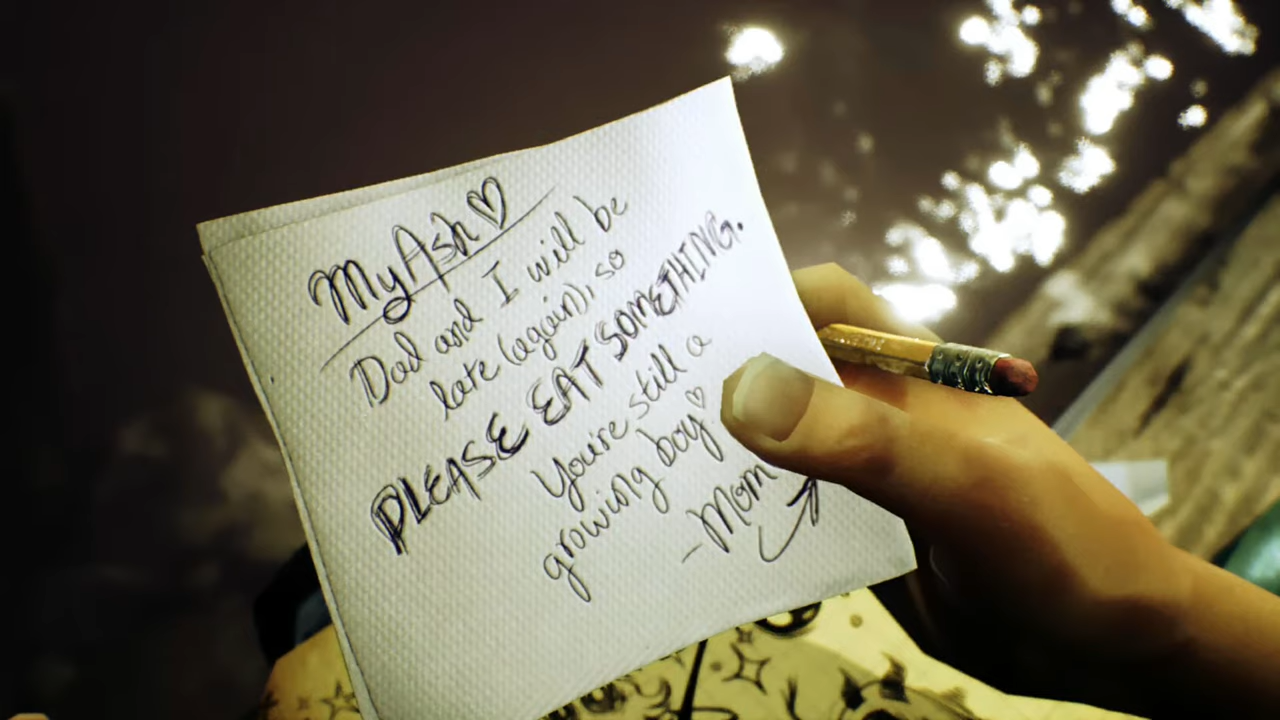 My Ash♡
Dad and I will be
late (again), so
PLEASE EAT SOMETHING.
You're still a
growing boy♡
-Mom